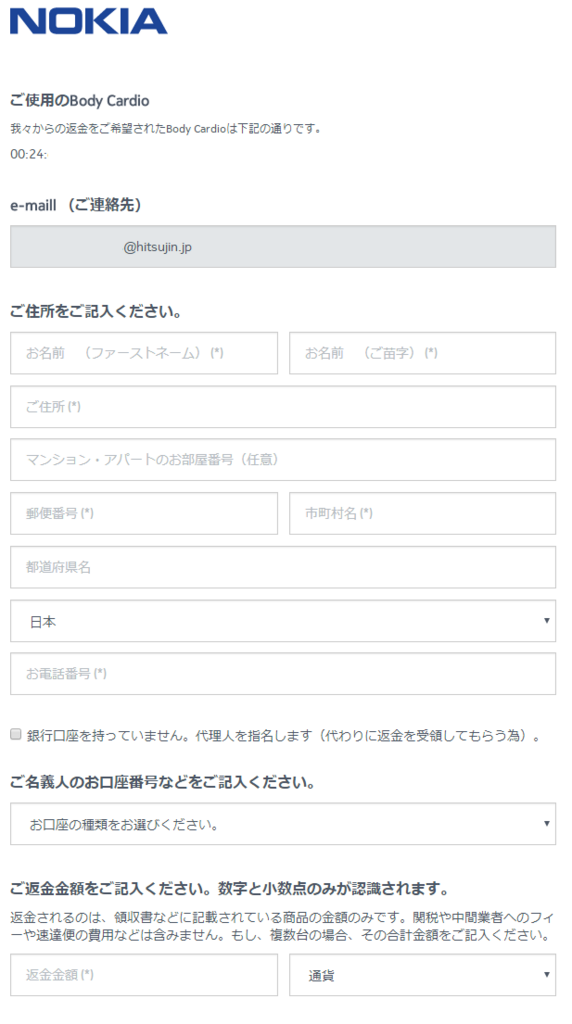 NOKIA
ご使用のBody Cardio
我々からの返金をご希望されたBody Cardioは下記の通りです。
00:24:
e-maill （ご連絡先）
@hitsujin.jp
ご住所をご記入ください。
お名前　（ファーストネーム） (*)
お名前　（ご苗字） (*)
ご住所 (*)
マンション・アパートのお部屋番号（任意）
郵便番号 (*)
市町村名 (*)
都道府県名
日本
お電話番号 (*)
銀行口座を持っていません。代理人を指名します（代わりに返金を受領してもらう為）。
ご名義人のお口座番号などをご記入ください。
お口座の種類をお選びください。
ご返金金額をご記入ください。数字と小数点のみが認識されます。
返金されるのは、領収書などに記載されている商品の金額のみです。関税や中間業者へのフィ
ーや速達便の費用などは含みません。もし、複数台の場合、その合計金額をご記入ください。
返金金額 (*)
通貨